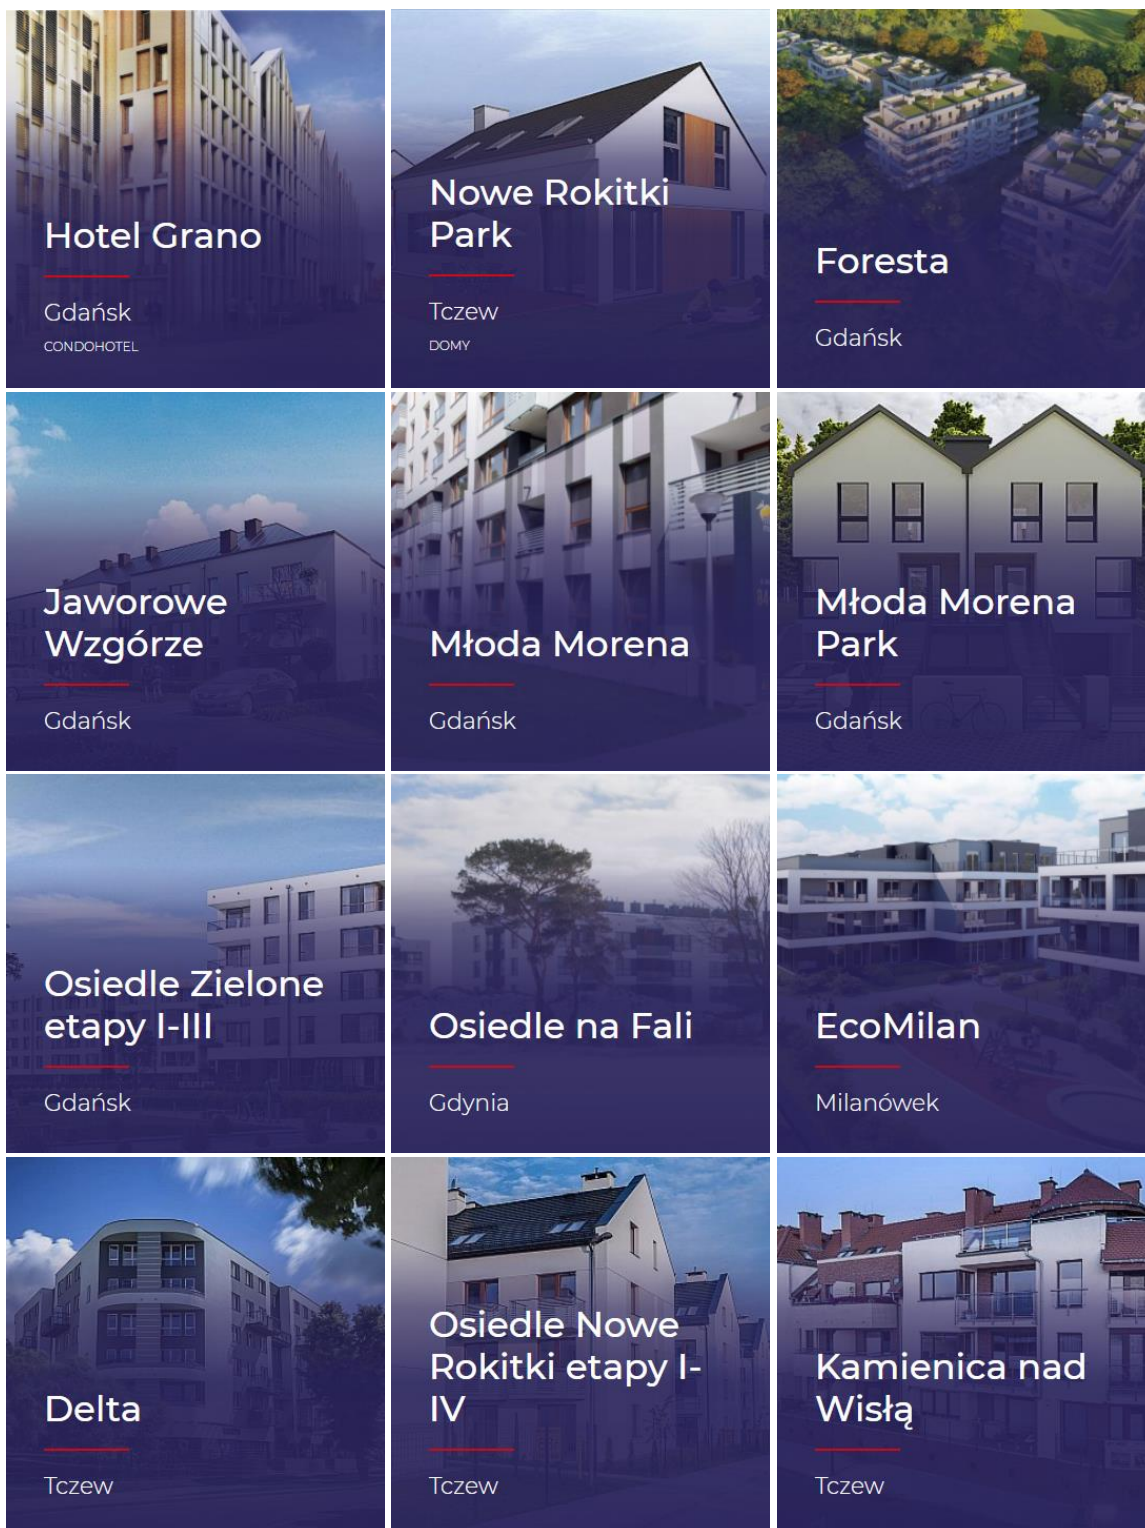 Hotel Grano
Gdańsk
CONDOHOTEL
Nowe Rokitki
Park
Tczew
DOMY
Foresta
Gdańsk
Jaworowe
Wzgórze
Gdańsk
Młoda Morena
Gdańsk
Młoda Morena
Park
Gdańsk
Osiedle Zielone
etapy I-III
Gdańsk
Osiedle na Fali
Gdynia
EcoMilan
Milanówek
Delta
Tczew
Osiedle Nowe
Rokitki etapy I-
IV
Tczew
Kamienica nad
Wisłą
Tczew